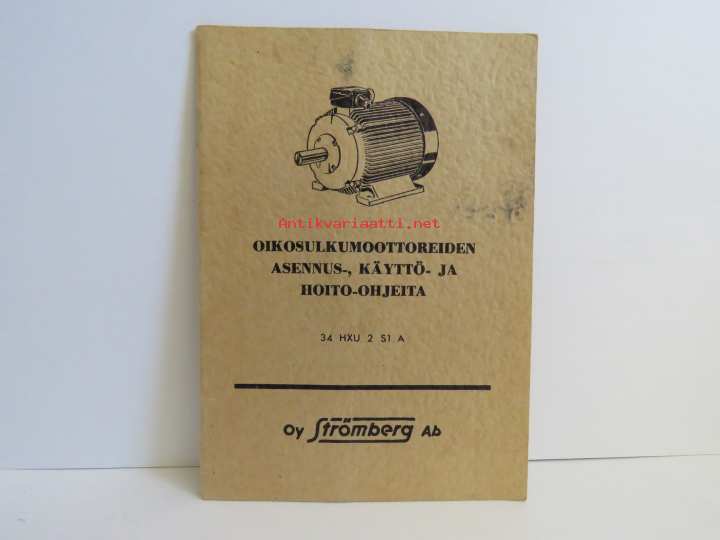 Antikvariaatti.net
OIKOSULKUMOOTTOREIDEN
ASENNUS-, KÄYTTÖ- JA
HOITO-OHJEITA
34 HXU 2 S1 A
Oy Strömberg Ab